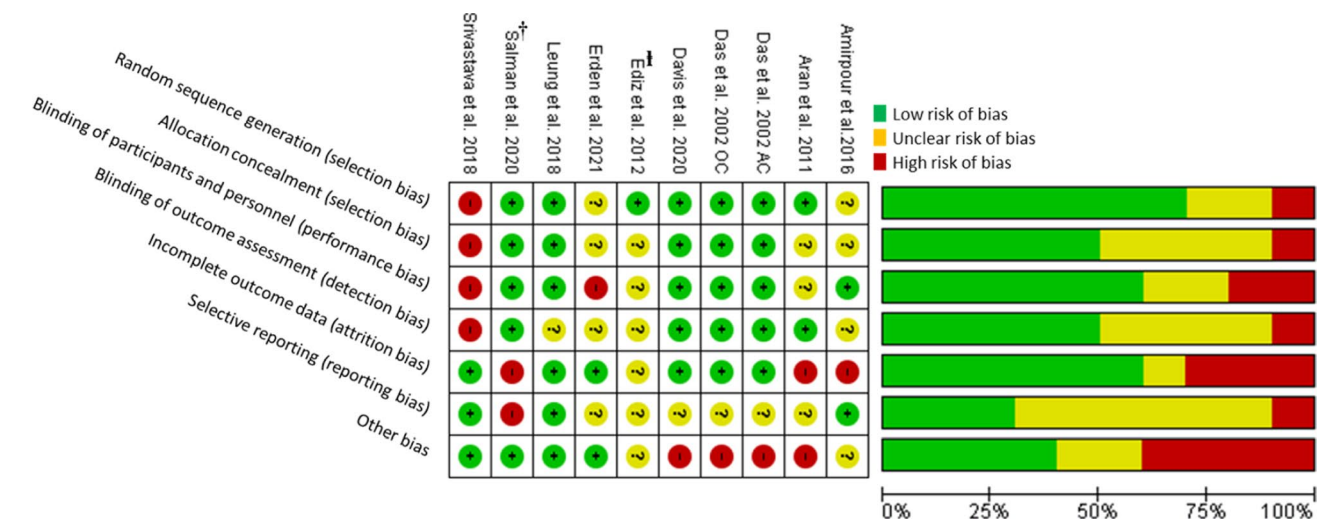 Srivastava et al. 2018
Salman et al. 2020
Leung et al. 2018
Erden et al. 2021
Ediz et al. 2012
Davis et al. 2020
Das et al. 2002 OC
Das et al. 2002 AC
Aran et al. 2011
Amirpour et al.2016
Random sequence generation (selection bias)
Allocation concealment (selection bias)
Blinding of participants and personnel (performance bias)
Blinding of outcome assessment (detection bias)
Incomplete outcome data (attrition bias)
Selective reporting (reporting bias)
Other bias
Low risk of bias
Unclear risk of bias
High risk of bias
- + + ? + + + + + ?
- + + ? ? + + + ? ?
- + + - ? + + + ? +
- + ? ? ? + + + + ?
+ - + + ? + + + - -
+ - + ? ? ? ? ? ? +
+ + + + ? - - - - ?
0% 25% 50% 75% 100%